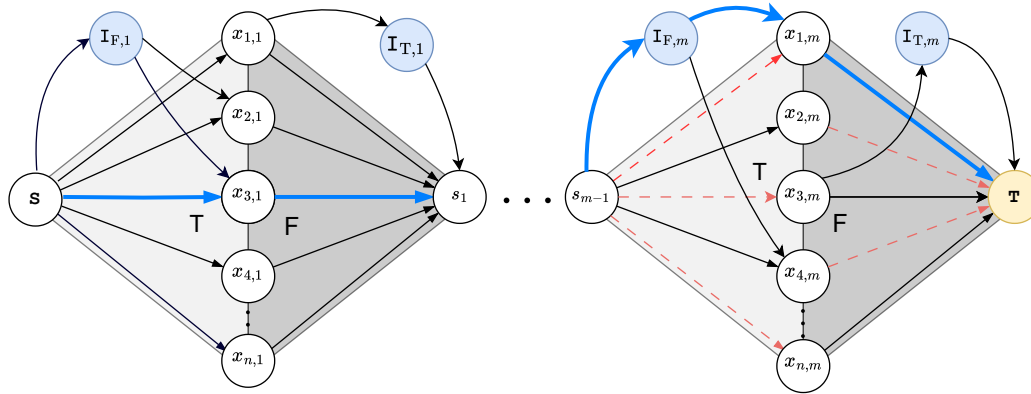 I_{F,1}
x_{1,1}
I_{T,1}
x_{2,1}
S
x_{3,1}
T
F
s_1
x_{4,1}
⋮
x_{n,1}
...
I_{F,m}
x_{1,m}
I_{T,m}
x_{2,m}
s_{m-1}
T
x_{3,m}
F
T
x_{4,m}
⋮
x_{n,m}